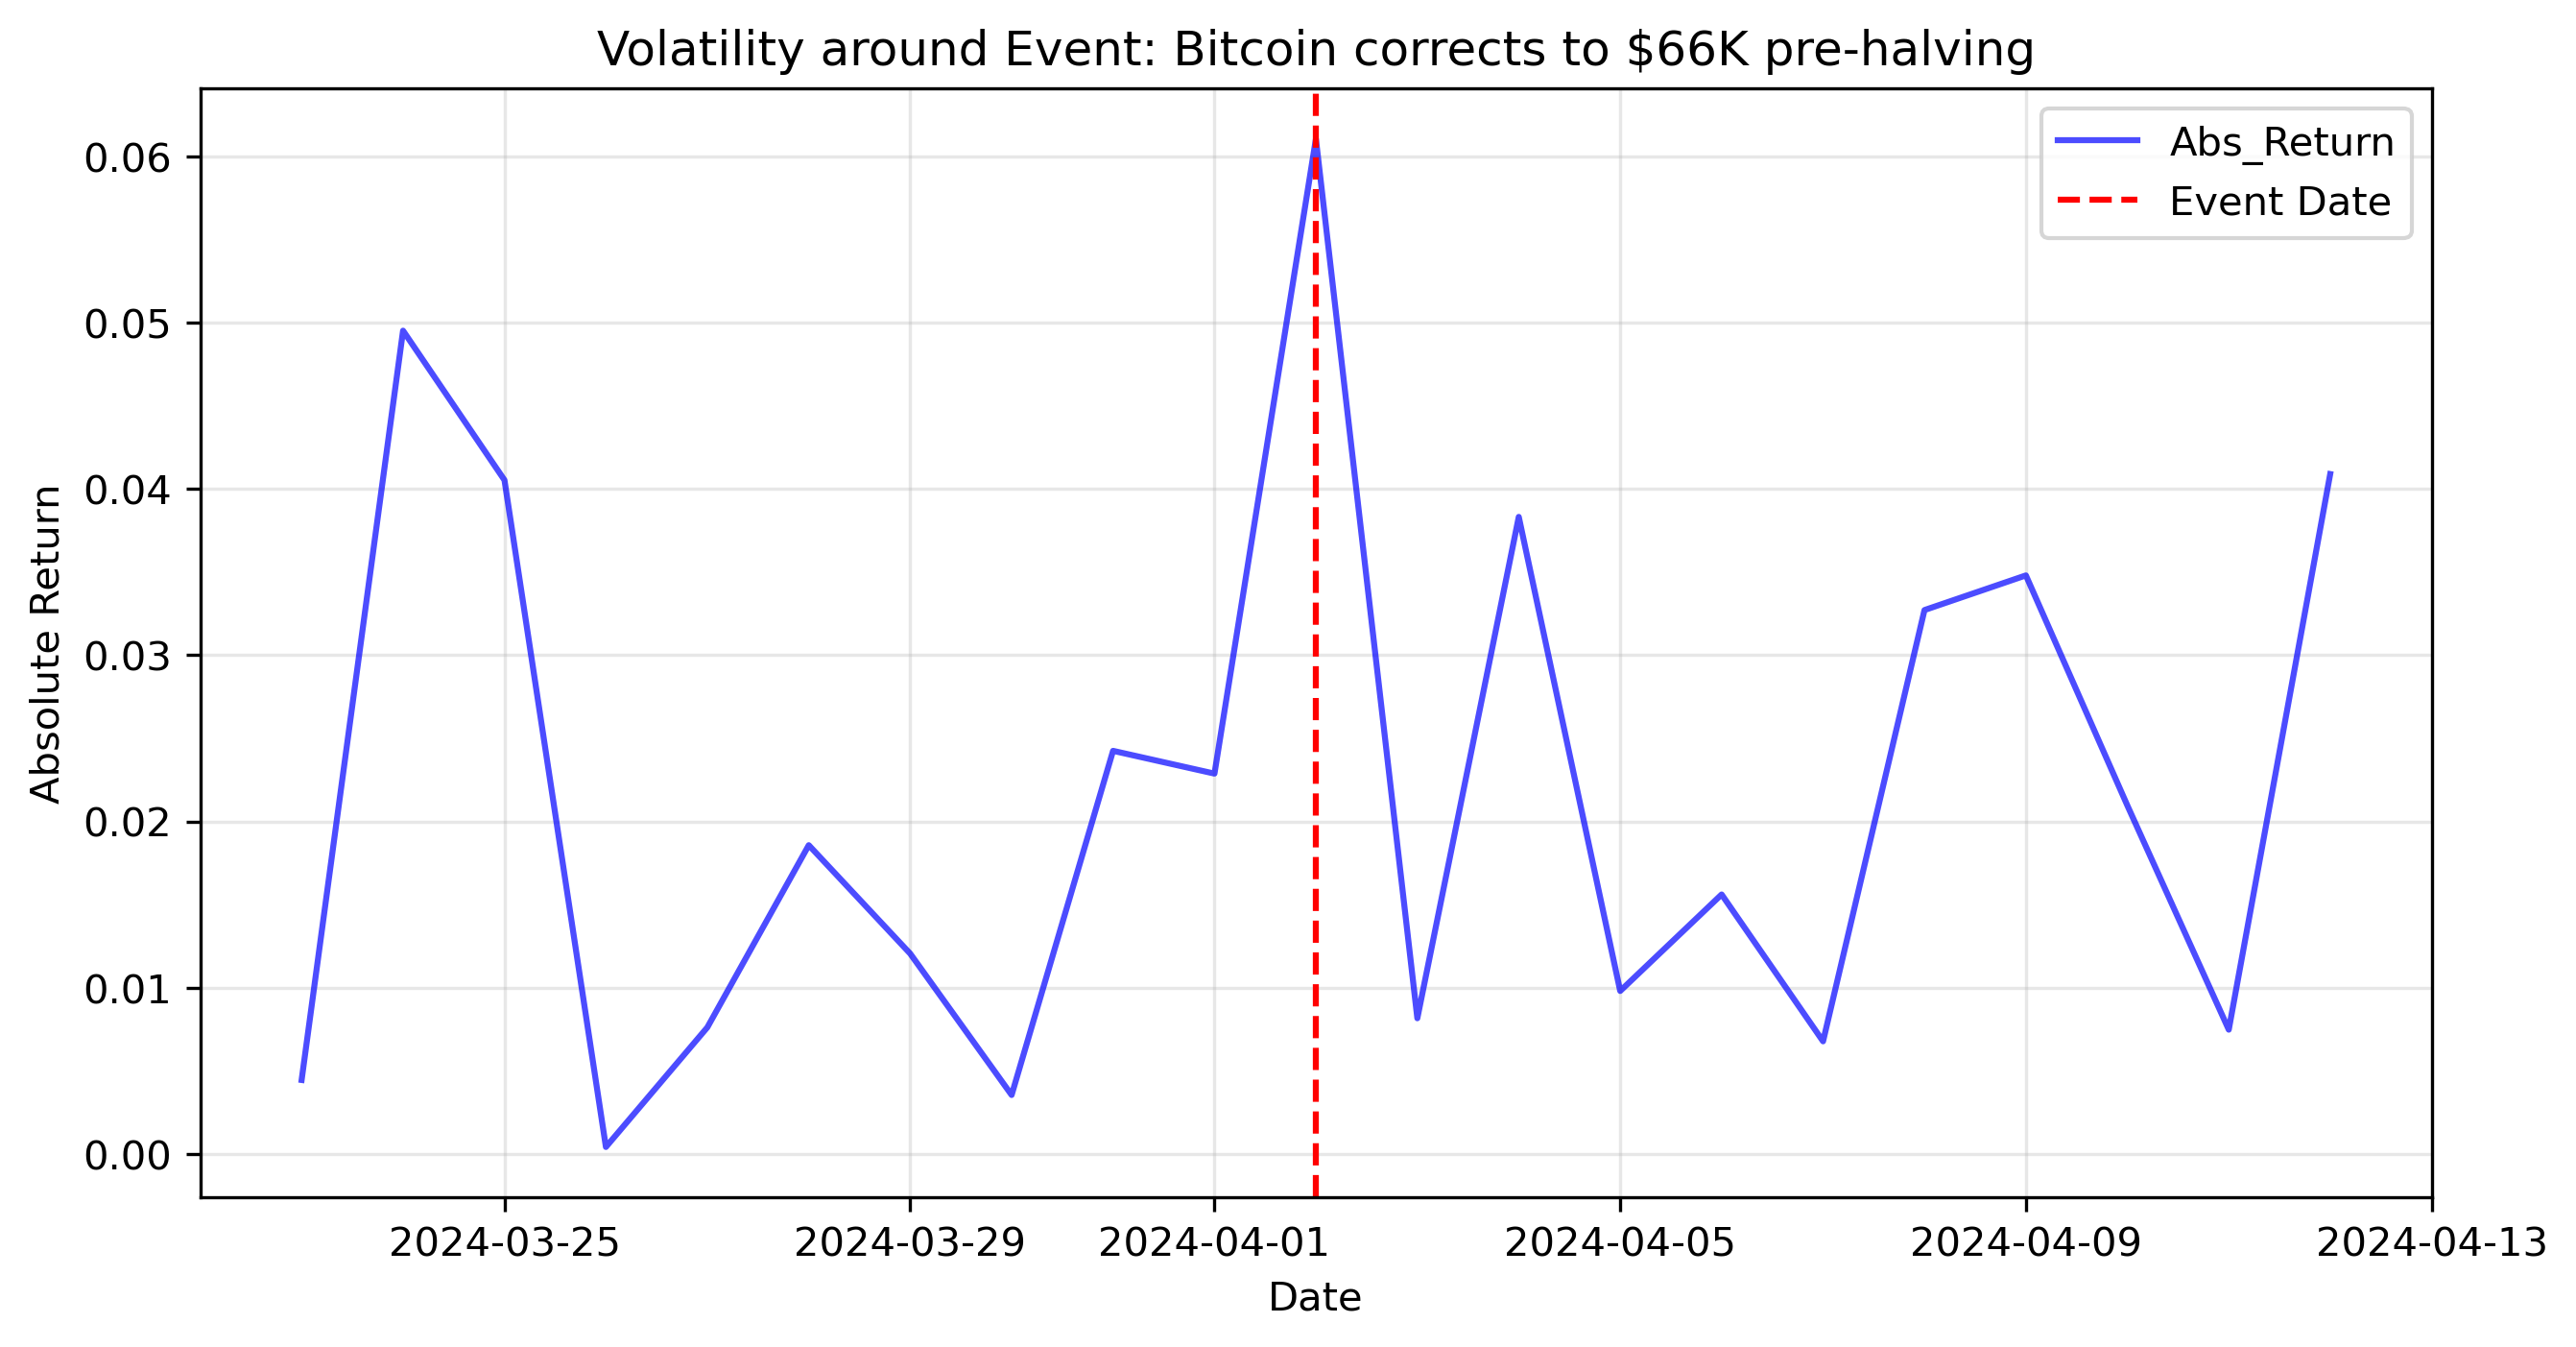 Volatility around Event: Bitcoin corrects to $66K pre-halving
Abs_Return
Event Date
Absolute Return
0.06
0.05
0.04
0.03
0.02
0.01
0.00
2024-03-25 2024-03-29 2024-04-01 2024-04-05 2024-04-09 2024-04-13
Date